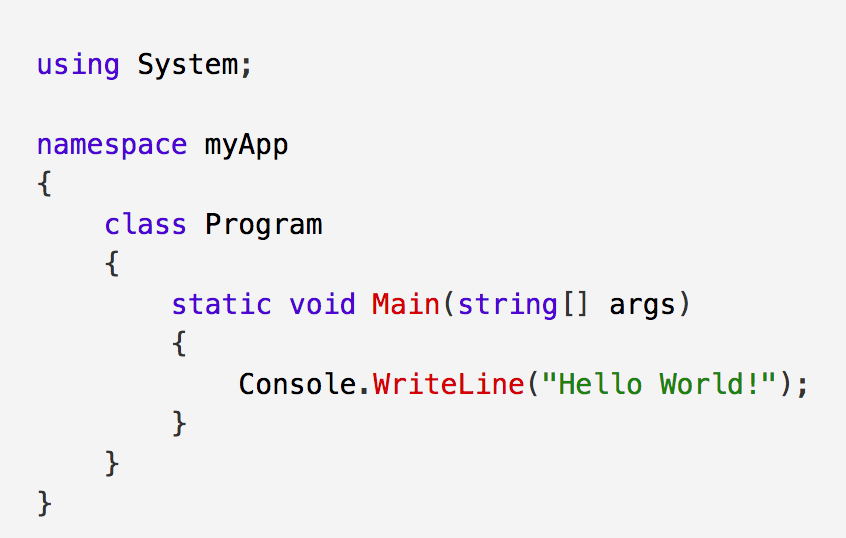 using System;

namespace myApp
{
    class Program
    {
        static void Main(string[] args)
        {
            Console.WriteLine("Hello World!");
        }
    }
}